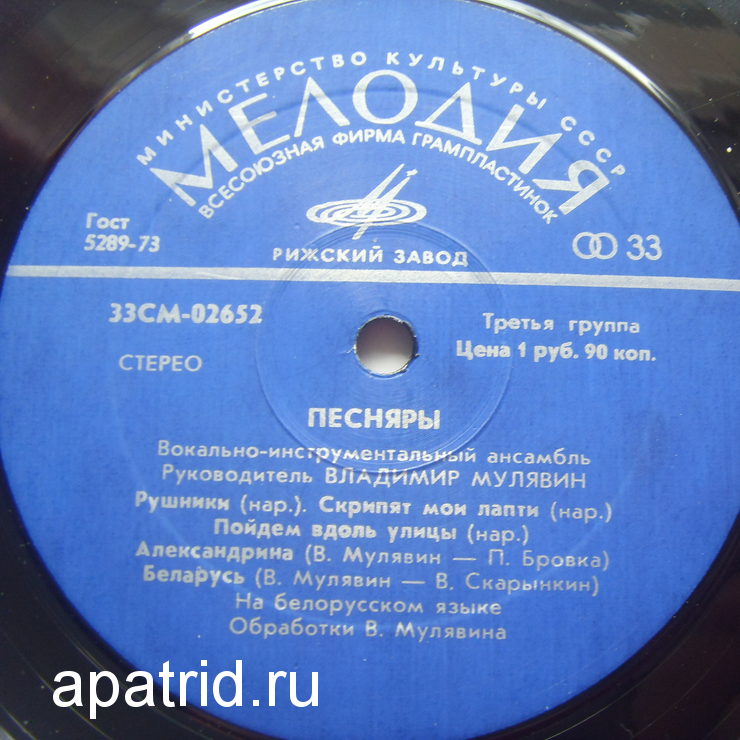 МИНИСТЕРСТВО КУЛЬТУРЫ СССР
МЕЛОДИЯ
ВСЕСОЮЗНАЯ ФИРМА ГРАМПЛАСТИНОК
Гост
5289-73
РИЖСКИЙ ЗАВОД
33
33СМ-02652
СТЕРЕО
Третья группа
Цена 1 руб. 90 коп.
ПЕСНЯРЫ
Вокально-инструментальный ансамбль
Руководитель ВЛАДИМИР МУЛЯВИН
Рушники (нар.). Скрипят мои лапти (нар.)
Пойдем вдоль улицы (нар.)
Александрина (В. Мулявин — П. Бровка)
Беларусь (В. Мулявин — В. Скарынкин)
На белорусском языке
Обработки В. Мулявина
apatrid.ru